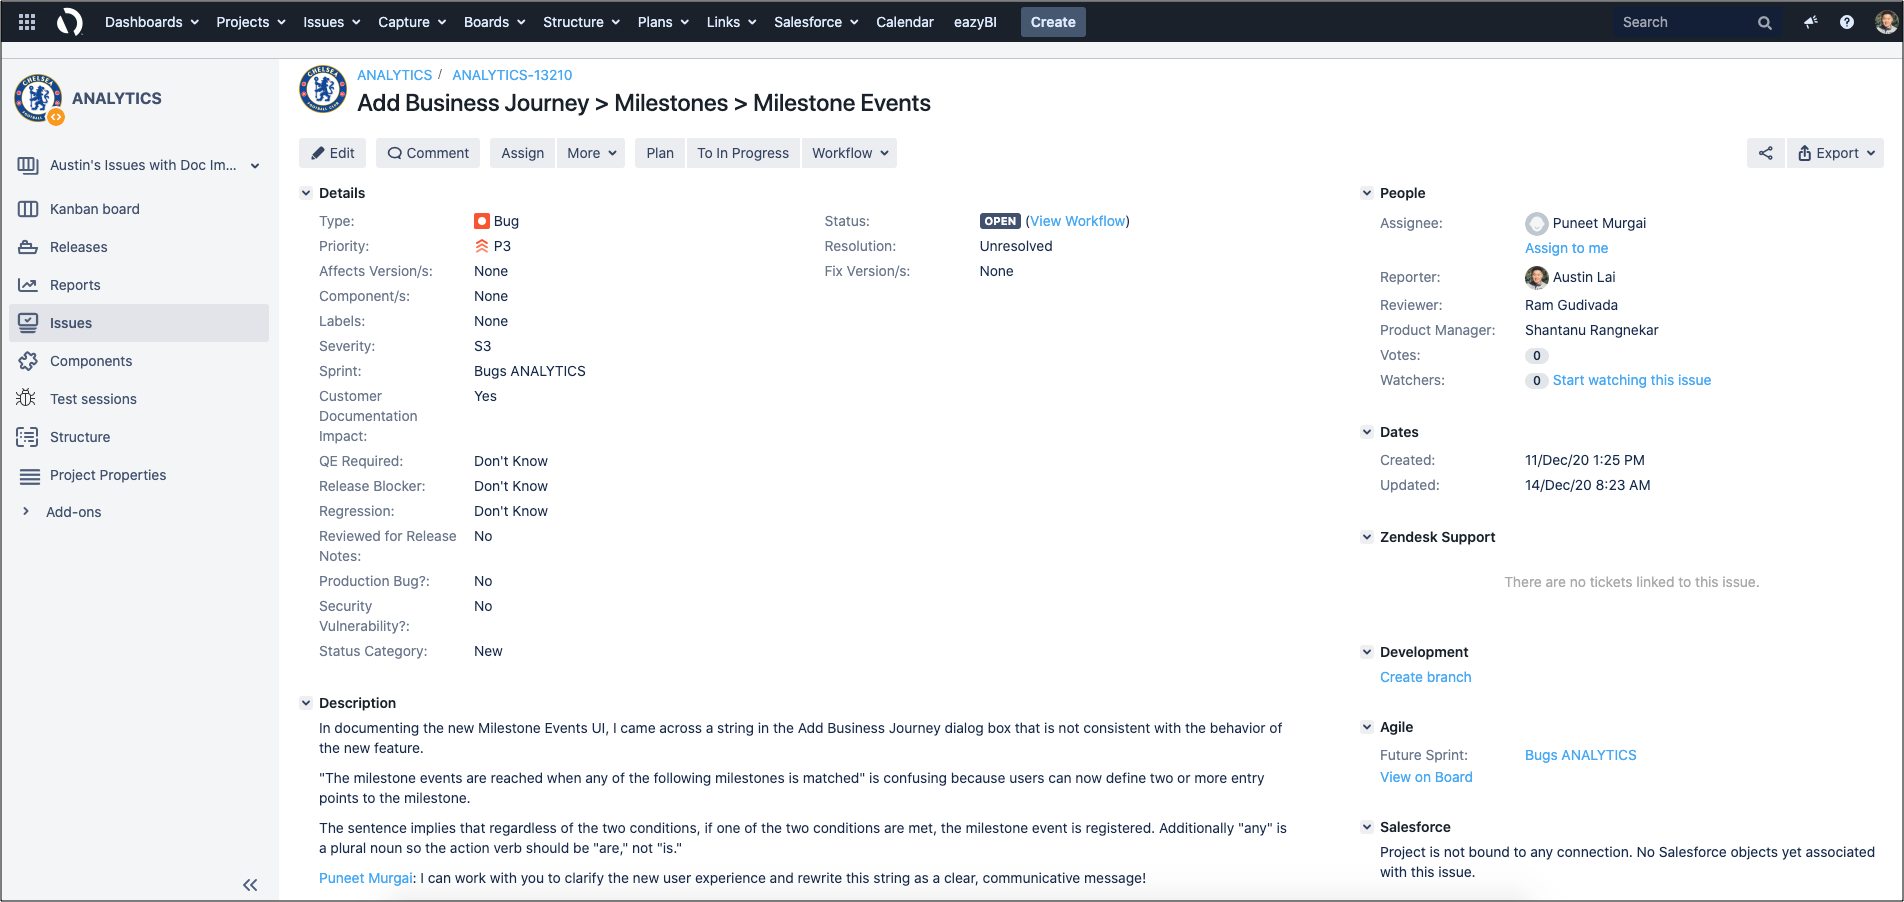 Dashboards Projects Issues Capture Boards Structure Plans Links Salesforce Calendar eazyBI Create Search
ANALYTICS
Austin's Issues with Doc Im...
Kanban board
Releases
Reports
Issues
Components
Test sessions
Structure
Project Properties
Add-ons
ANALYTICS / ANALYTICS-13210
Add Business Journey > Milestones > Milestone Events
Edit Comment Assign More Plan To In Progress Workflow Export
Details
Type: Bug
Priority: P3
Affects Version/s: None
Component/s: None
Labels: None
Severity: S3
Sprint: Bugs ANALYTICS
Customer Yes
Documentation
Impact:
QE Required: Don't Know
Release Blocker: Don't Know
Regression: Don't Know
Reviewed for Release No
Notes:
Production Bug?: No
Security No
Vulnerability?:
Status Category: New
Status: OPEN (View Workflow)
Resolution: Unresolved
Fix Version/s: None
Description
In documenting the new Milestone Events UI, I came across a string in the Add Business Journey dialog box that is not consistent with the behavior of
the new feature.
"The milestone events are reached when any of the following milestones is matched" is confusing because users can now define two or more entry
points to the milestone.
The sentence implies that regardless of the two conditions, if one of the two conditions are met, the milestone event is registered. Additionally "any" is
a plural noun so the action verb should be "are," not "is."
Puneet Murgai: I can work with you to clarify the new user experience and rewrite this string as a clear, communicative message!
People
Assignee: Puneet Murgai
Assign to me
Reporter: Austin Lai
Reviewer: Ram Gudivada
Product Manager: Shantanu Rangnekar
Votes: 0
Watchers: 0 Start watching this issue
Dates
Created: 11/Dec/20 1:25 PM
Updated: 14/Dec/20 8:23 AM
Zendesk Support
There are no tickets linked to this issue.
Development
Create branch
Agile
Future Sprint: Bugs ANALYTICS
View on Board
Salesforce
Project is not bound to any connection. No Salesforce objects yet associated
with this issue.